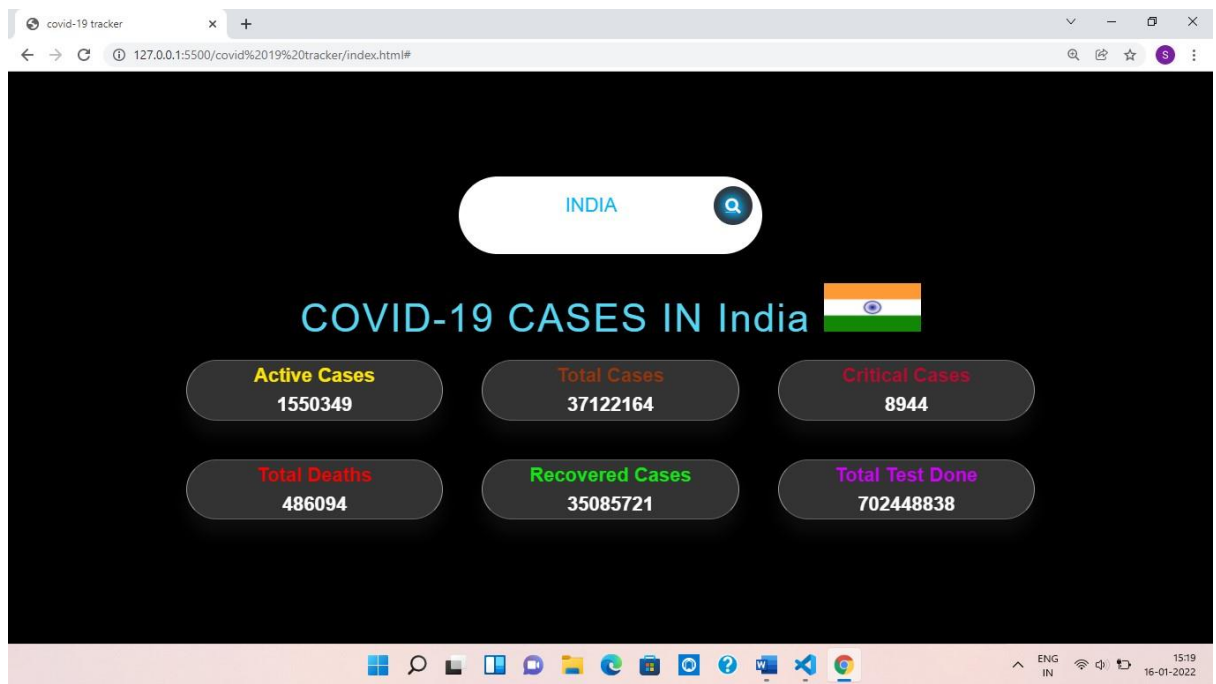 covid-19 tracker
127.0.0.1:5500/covid%2019%20tracker/index.html#
S
INDIA
COVID-19 CASES IN India
Active Cases
1550349
Total Cases
37122164
Critical Cases
8944
Total Deaths
486094
Recovered Cases
35085721
Total Test Done
702448838
ENG
IN
15:19
16-01-2022